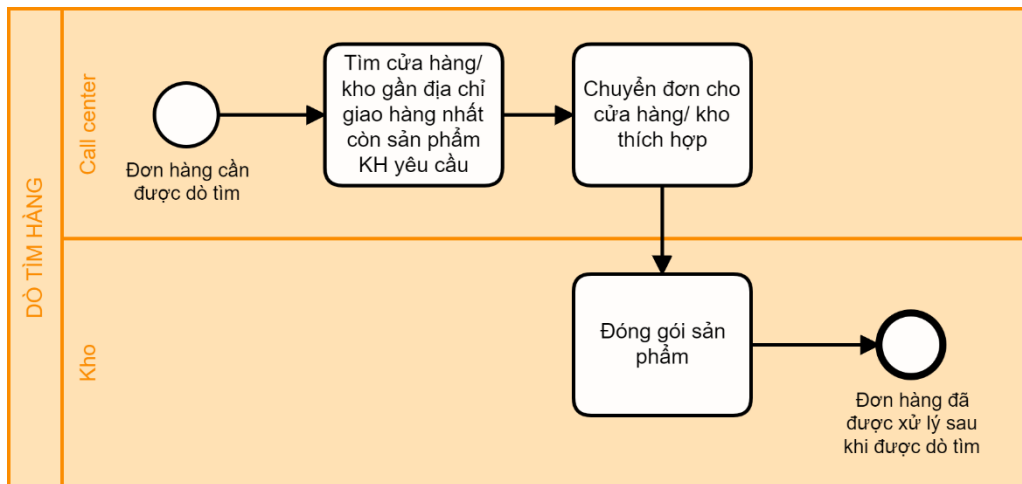 DÒ TÌM HÀNG
Call center
Đơn hàng cần
được dò tìm
Tìm cửa hàng/
kho gần địa chỉ
giao hàng nhất
còn sản phẩm
KH yêu cầu
Chuyển đơn cho
cửa hàng/ kho
thích hợp
Kho
Đóng gói sản
phẩm
Đơn hàng đã
được xử lý sau
khi được dò tìm